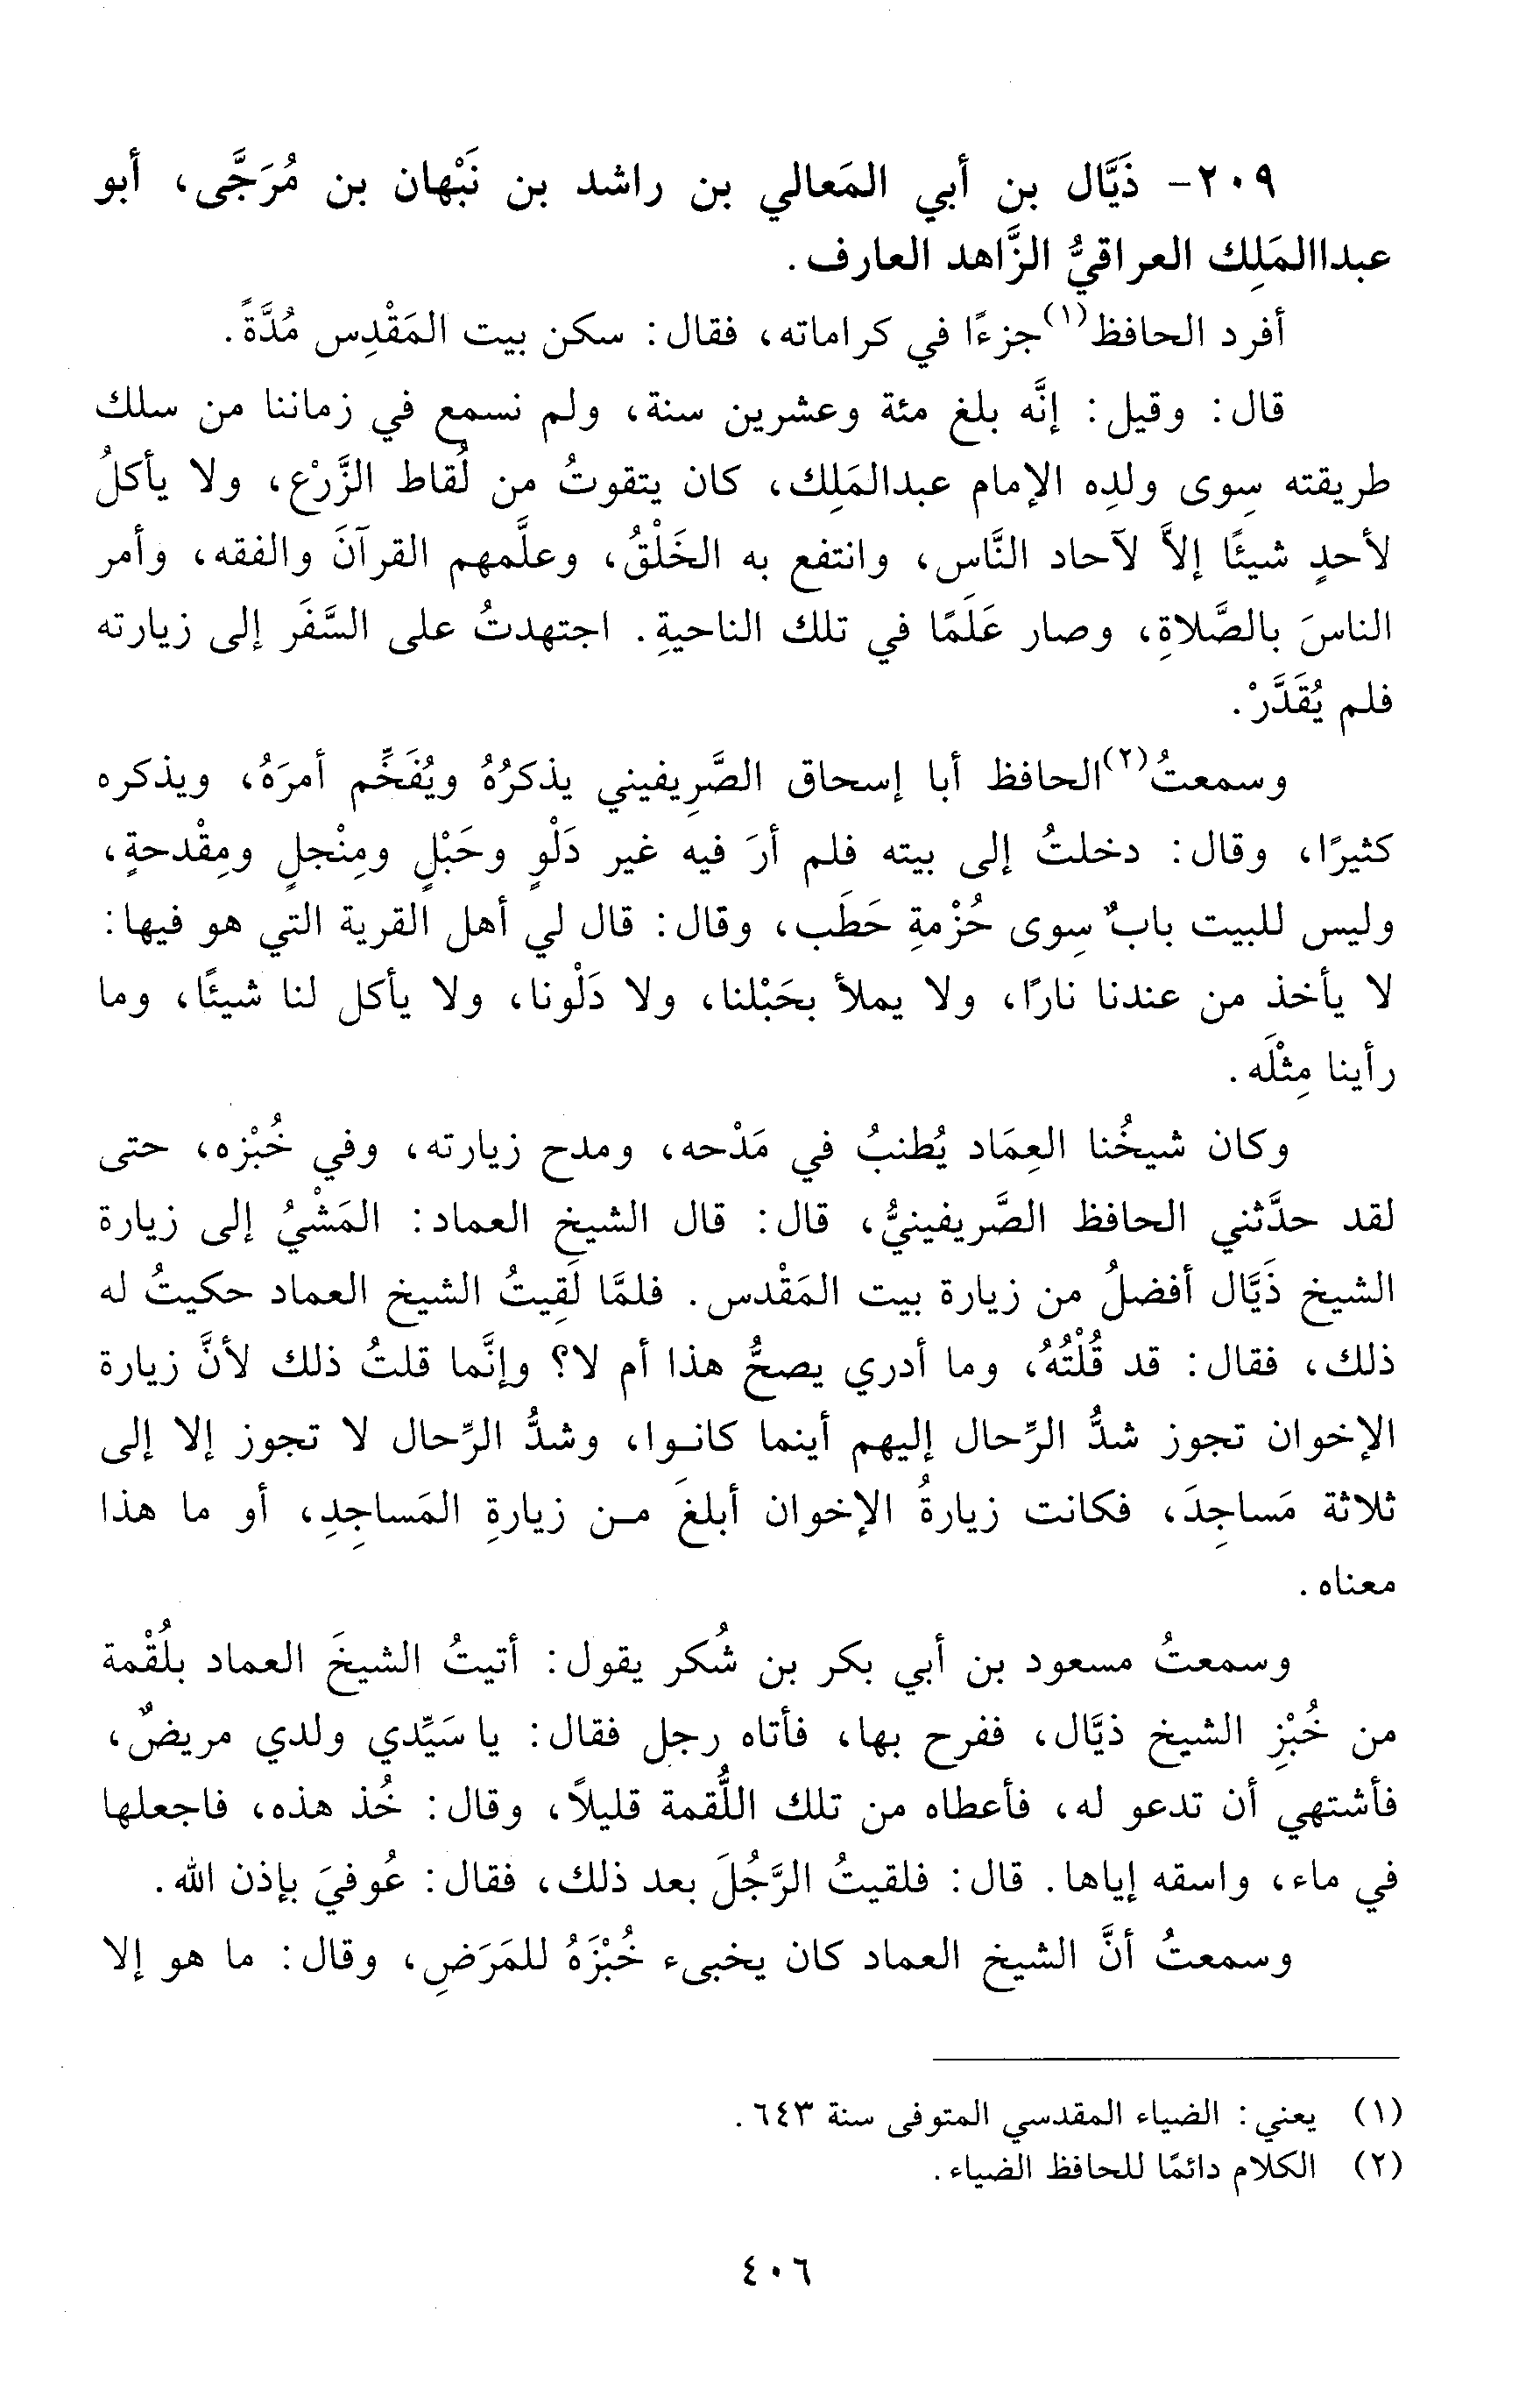 ٢٠٩- ذَيَّال بن أبي المَعالي بن راشد بن نَبْهان بن مُرَجَّى، أبو
عبداالمَلِك العراقيُّ الزَّاهد العارف.
أفرد الحافظ(١) جزءًا في كراماته، فقال: سكن بيت المَقْدِس مُدَّةً.
قال: وقيل: إنَّه بلغ مئة وعشرين سنة، ولم نسمع في زماننا من سلك
طريقته سِوى ولدِه الإمام عبدالمَلِك، كان يتقوتُ من لُقاط الزَّرْع، ولا يأكلُ
لأحدٍ شيئًا إلاَّ لآحاد النَّاس، وانتفع به الخَلْقُ، وعلَّمهم القرآنَ والفقه، وأمر
الناسَ بالصَّلاةِ، وصار عَلَمًا في تلك الناحيةِ. اجتهدتُ على السَّفَر إلى زيارته
فلم يُقَدَّرْ.
وسمعتُ(٢) الحافظ أبا إسحاق الصَّرِيفيني يذكرُهُ ويُفَخِّم أمرَهُ، ويذكره
كثيرًا، وقال: دخلتُ إلى بيته فلم أرَ فيه غير دَلْوٍ وحَبْلٍ ومِنْجلٍ ومِقْدحةٍ،
وليس للبيت بابٌ سِوى حُزْمةِ حَطَب، وقال: قال لي أهل القرية التي هو فيها:
لا يأخذ من عندنا نارًا، ولا يملأ بحَبْلنا، ولا دَلْونا، ولا يأكل لنا شيئًا، وما
رأينا مِثْلَه.
وكان شيخُنا العِمَاد يُطنبُ في مَدْحه، ومدح زيارته، وفي خُبْزه، حتى
لقد حدَّثني الحافظ الصَّريفينيُّ، قال: قال الشيخ العماد: المَشْيُ إلى زيارة
الشيخ ذَيَّال أفضلُ من زيارة بيت المَقْدس. فلمَّا لَقِيتُ الشيخ العماد حكيتُ له
ذلك، فقال: قد قُلْتُهُ، وما أدري يصحُّ هذا أم لا؟ وإنَّما قلتُ ذلك لأنَّ زيارة
الإخوان تجوز شدُّ الرِّحال إليهم أينما كانوا، وشدُّ الرِّحال لا تجوز إلا إلى
ثلاثة مَساجِدَ، فكانت زيارةُ الإخوان أبلغَ من زيارةِ المَساجِدِ، أو ما هذا
معناه.
وسمعتُ مسعود بن أبي بكر بن شُكر يقول: أتيتُ الشيخَ العماد بلُقْمة
من خُبْزِ الشيخ ذيَّال، ففرح بها، فأتاه رجل فقال: يا سَيِّدي ولدي مريضٌ،
فأشتهي أن تدعو له، فأعطاه من تلك اللُّقمة قليلاً، وقال: خُذ هذه، فاجعلها
في ماء، واسقه إياها. قال: فلقيتُ الرَّجُلَ بعد ذلك، فقال: عُوفيَ بإذن الله.
وسمعتُ أنَّ الشيخ العماد كان يخبىء خُبْزَهُ للمَرَضِ، وقال: ما هو إلا
(١) يعني: الضياء المقدسي المتوفى سنة ٦٤٣.
(٢) الكلام دائمًا للحافظ الضياء.
٤٠٦